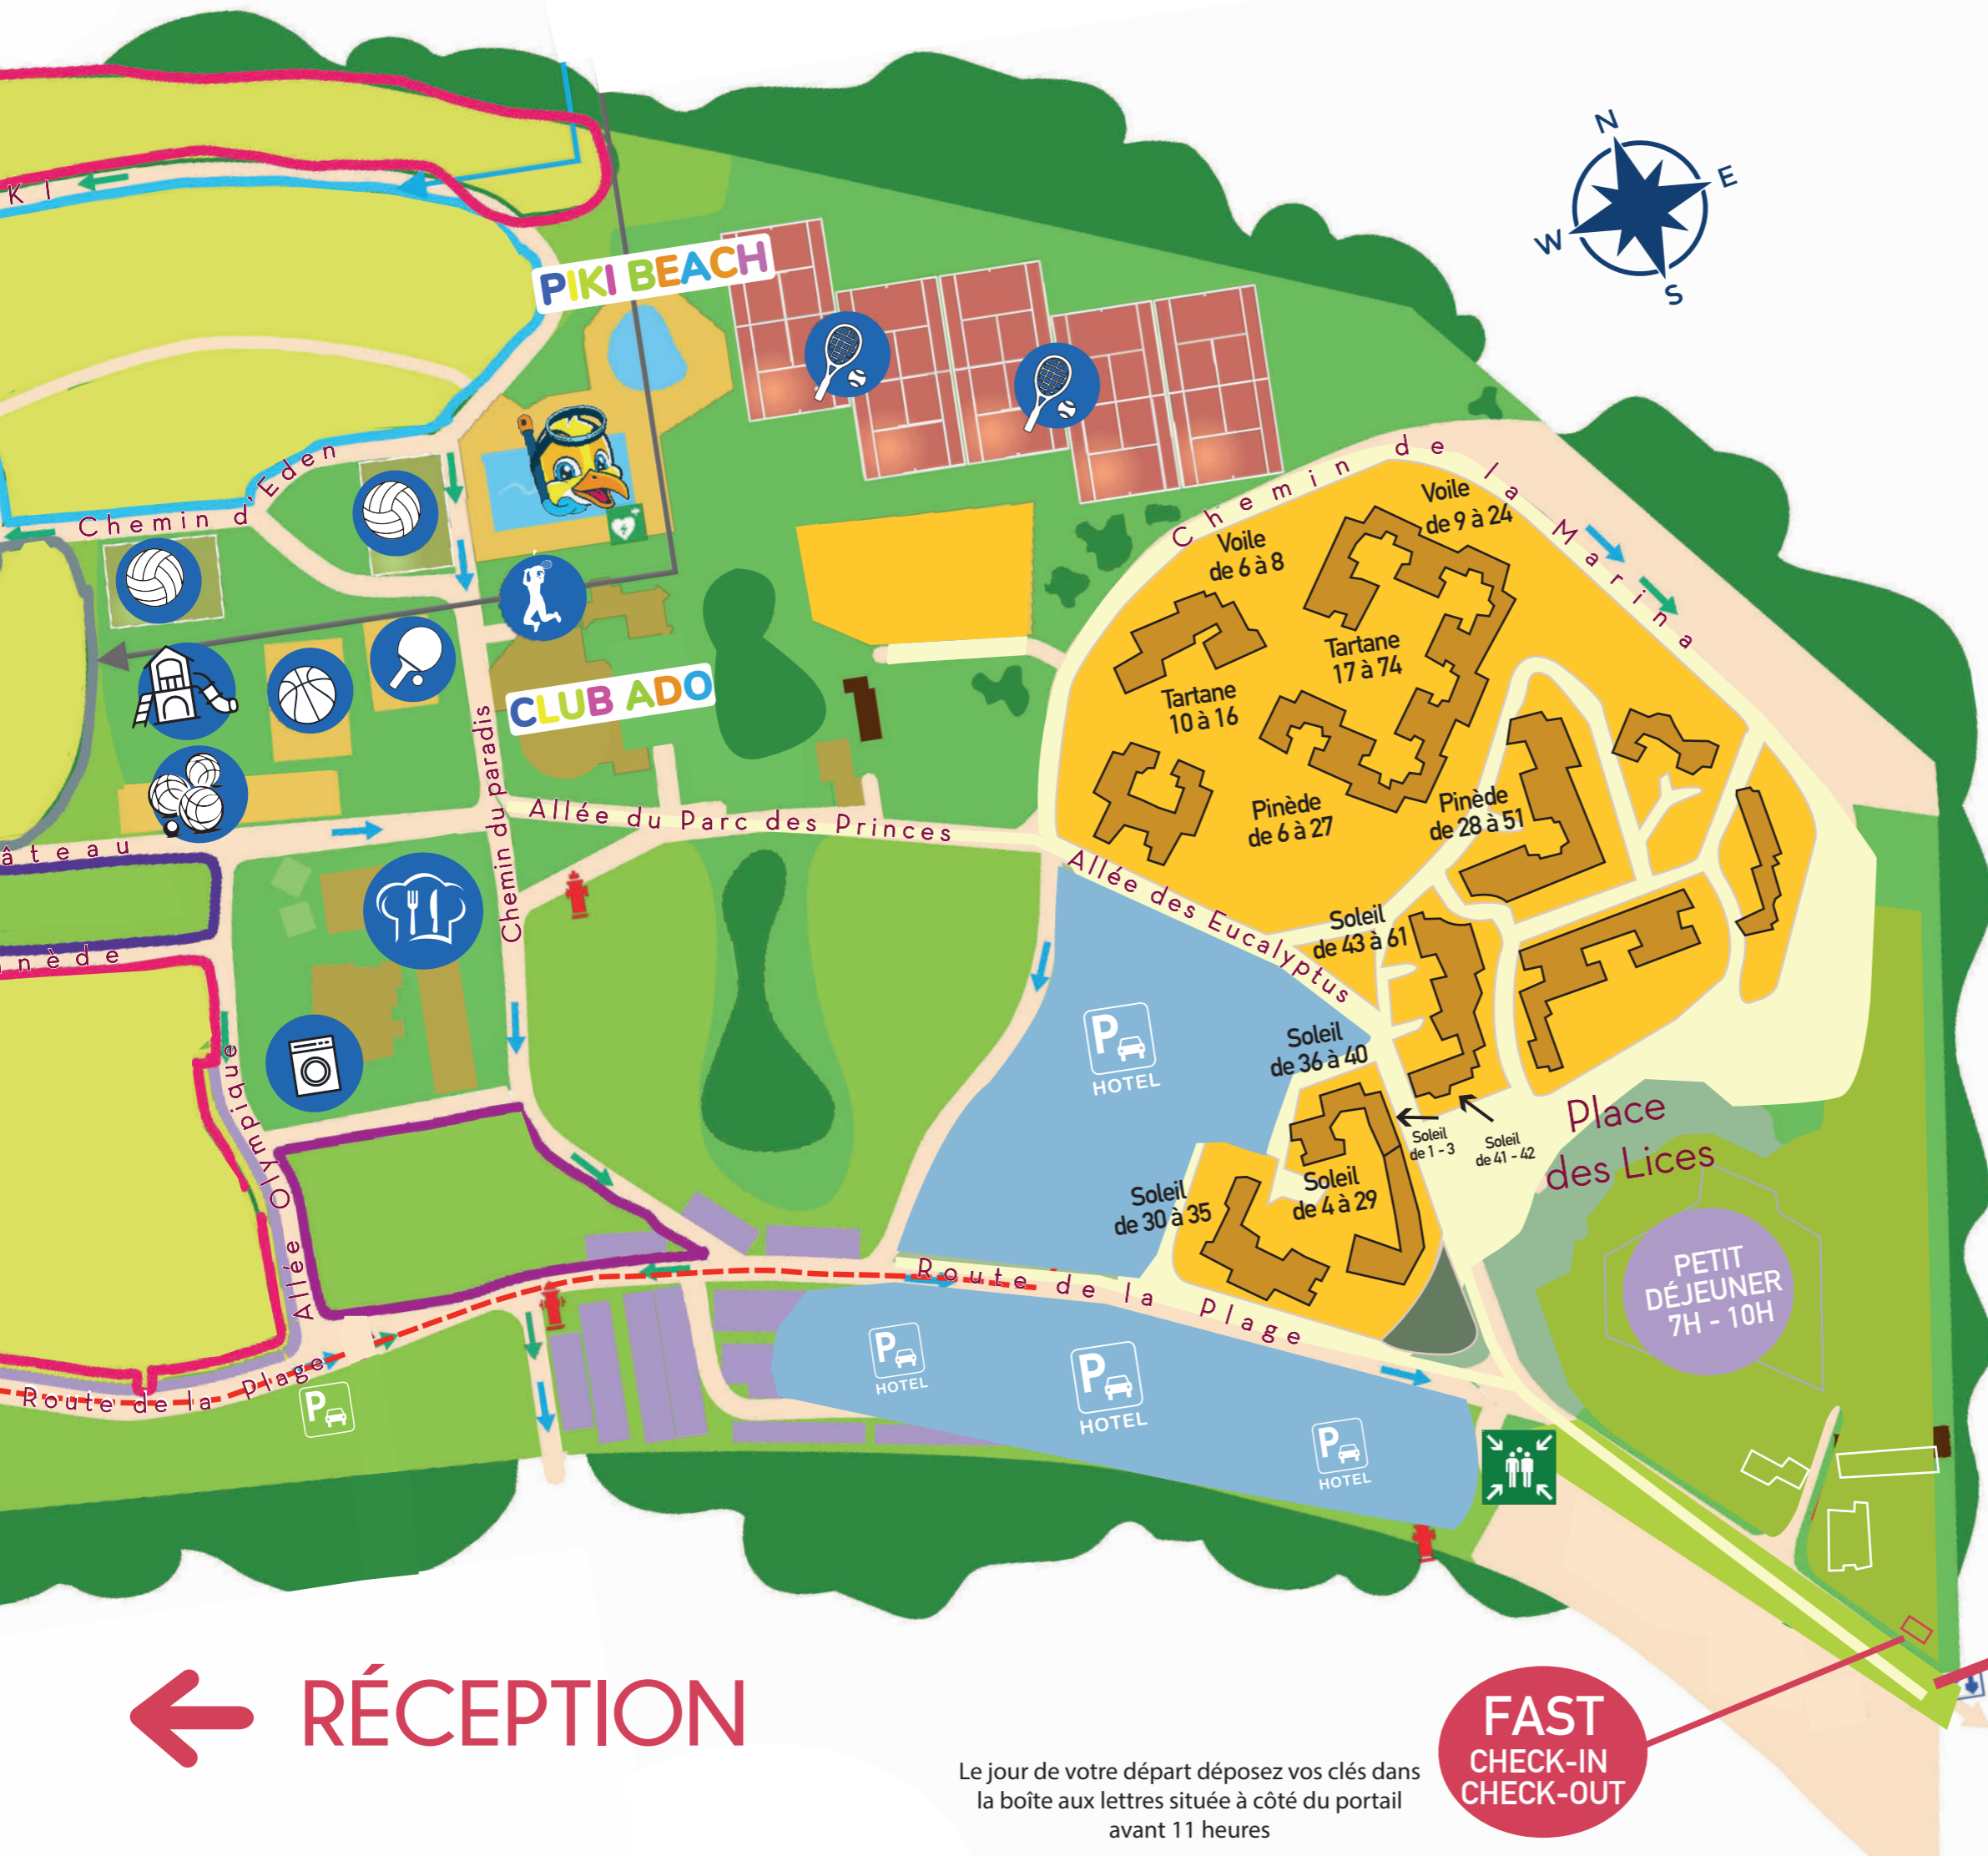 N
E
W
S
K I
PIKI BEACH
Chemin d'Eden
Chemin de la Marina
Voile
de 9 à 24
Voile
de 6 à 8
Tartane
17 à 74
Tartane
10 à 16
CLUB ADO
Chemin du paradis
Allée du Parc des Princes
Pinède
de 6 à 27
Pinède
de 28 à 51
âteau
Allée des Eucalyptus
Soleil
de 43 à 61
nède
P
HOTEL
Soleil
de 36 à 40
Allée Olympique
Place
des Lices
Soleil
de 1 - 3
Soleil
de 41 - 42
Soleil
de 30 à 35
Soleil
de 4 à 29
PETIT
DÉJEUNER
7H - 10H
Route de la Plage
P
HOTEL
P
HOTEL
P
HOTEL
Route de la Plage
P
RÉCEPTION
FAST
CHECK-IN
CHECK-OUT
Le jour de votre départ déposez vos clés dans
la boîte aux lettres située à côté du portail
avant 11 heures